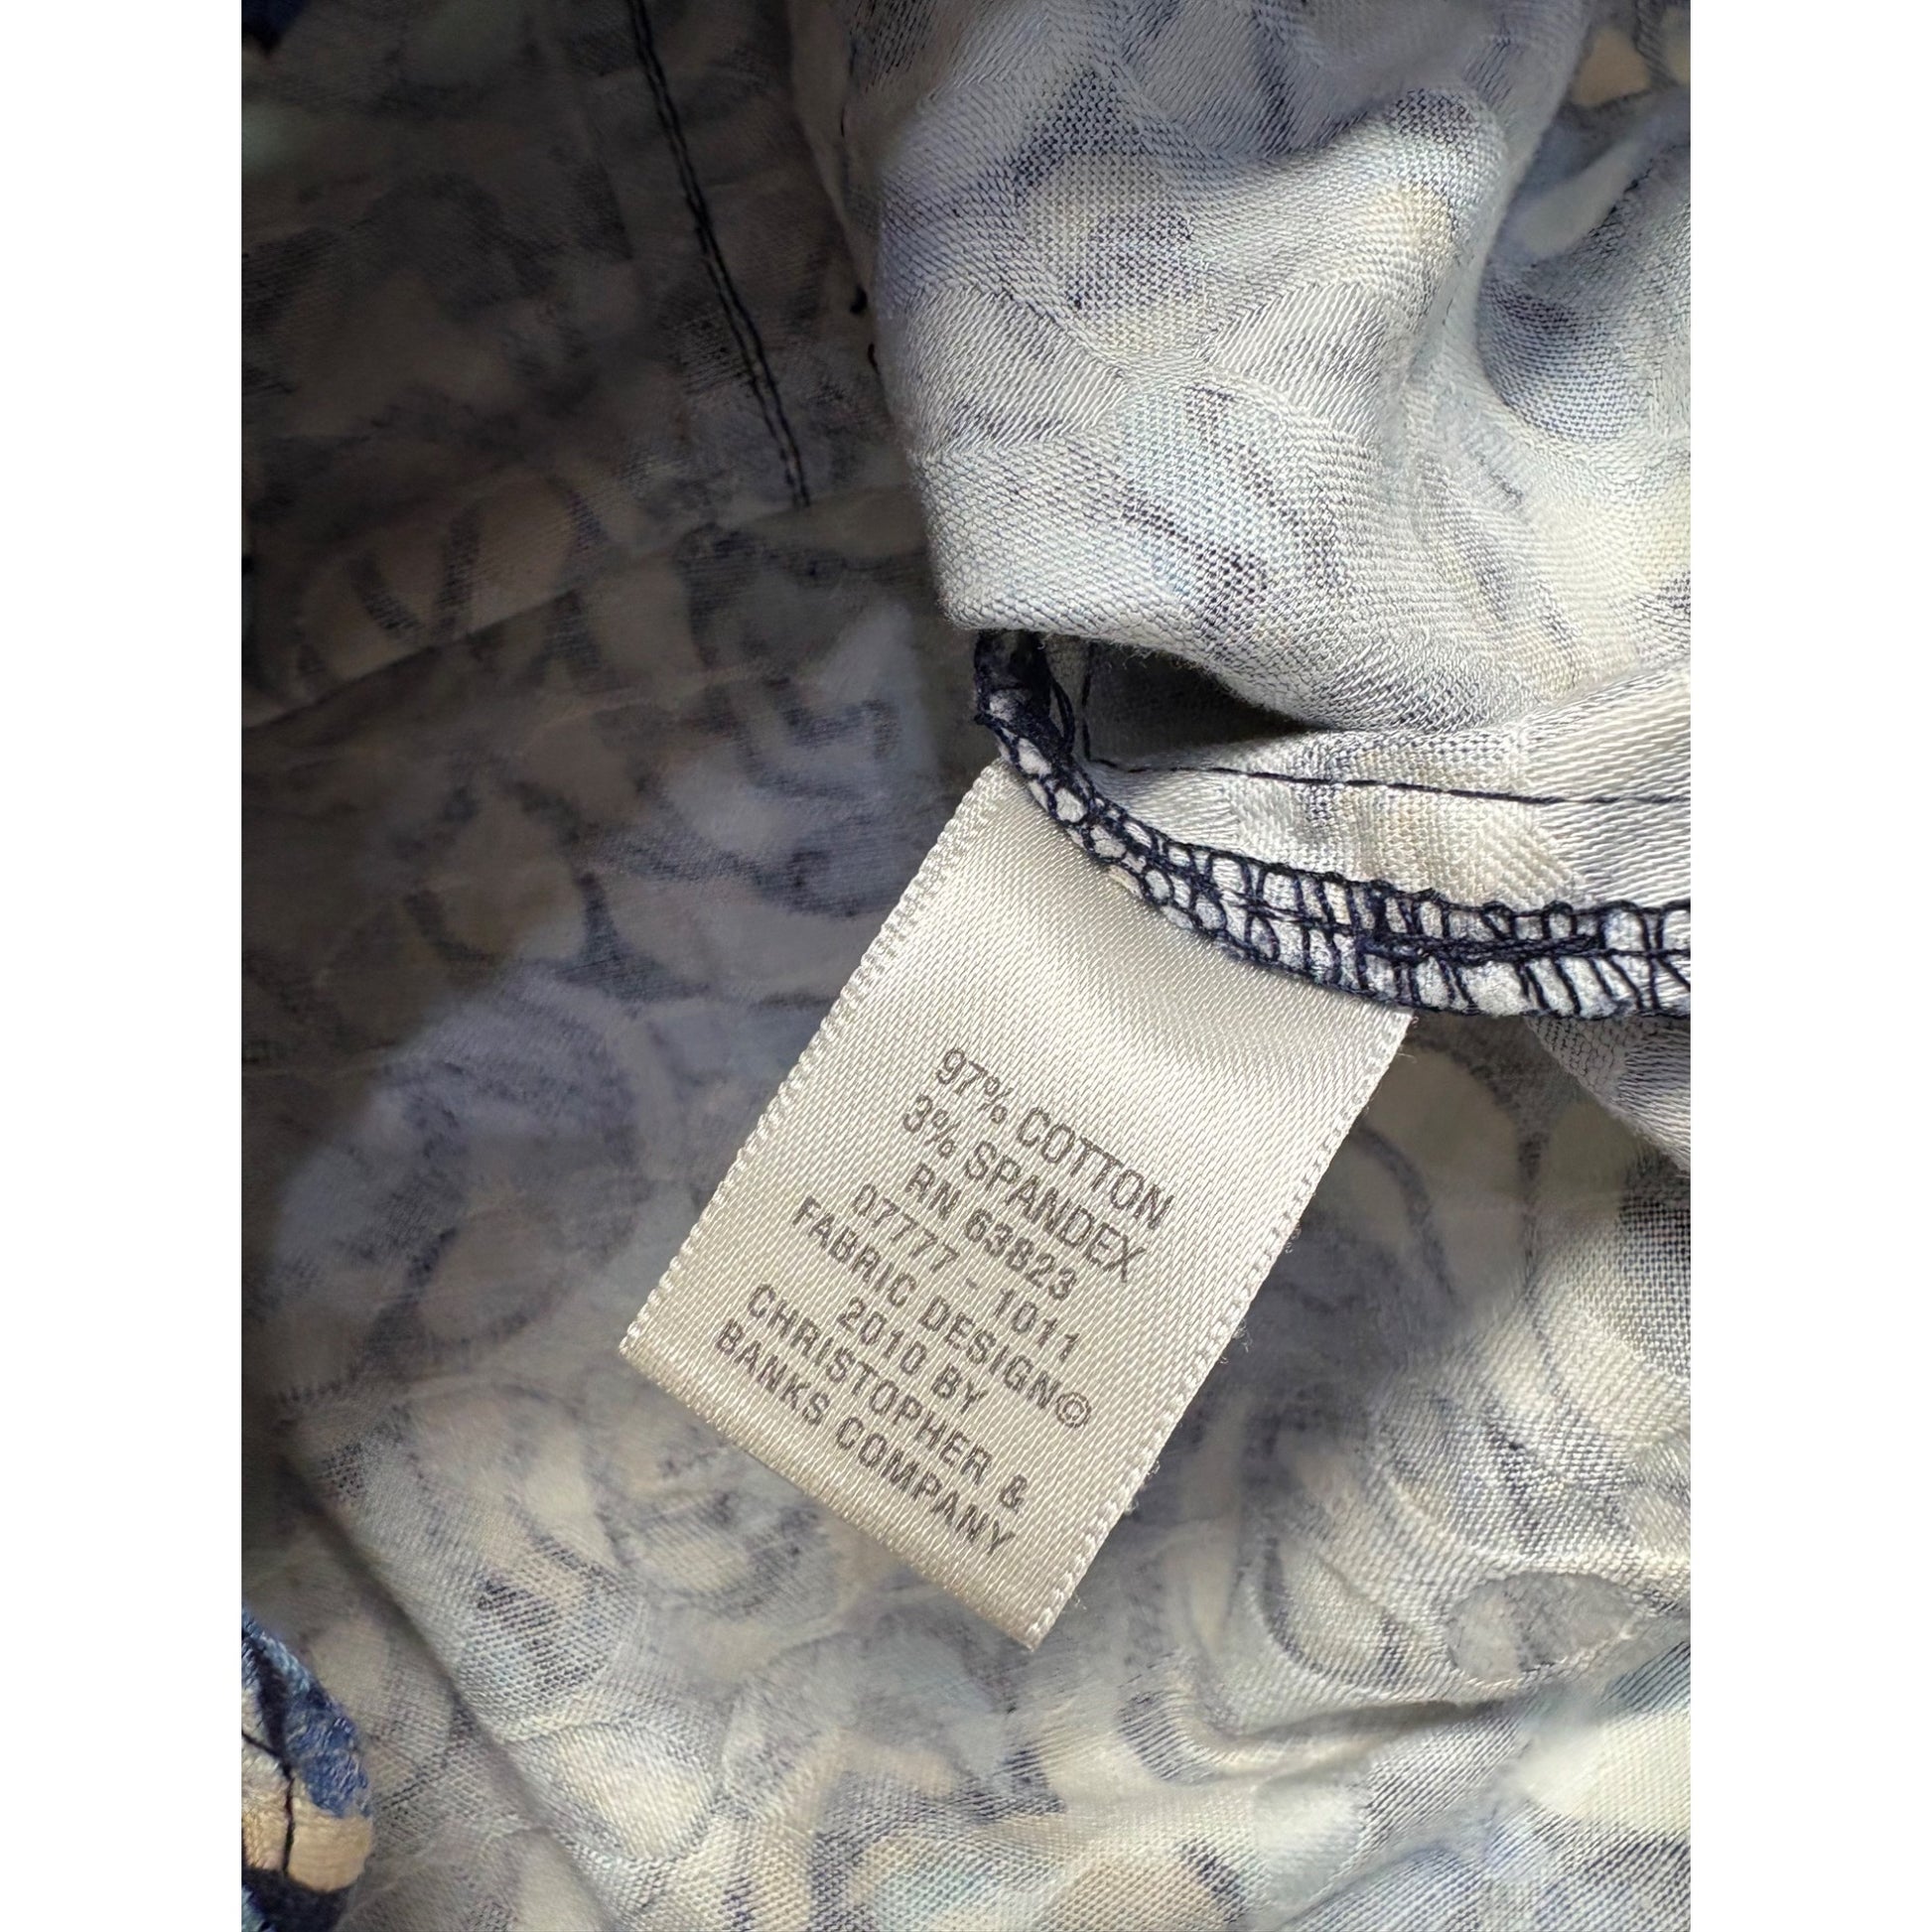 97% COTTON
3% SPANDEX
RN 63823
07777 - 1011
FABRIC DESIGN©
2010 BY
CHRISTOPHER &
BANKS COMPANY